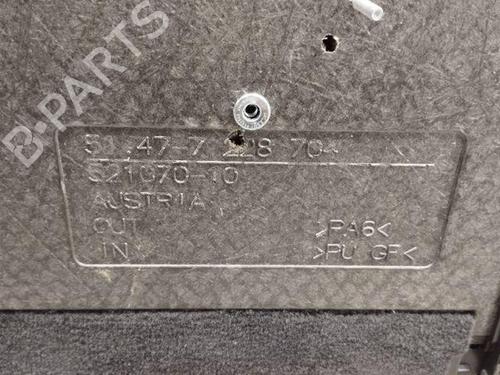 B-PARTS
51.47-7 228 70
S21070-10
AUSTRIA
OUT >PA6<
IN >PU GF<